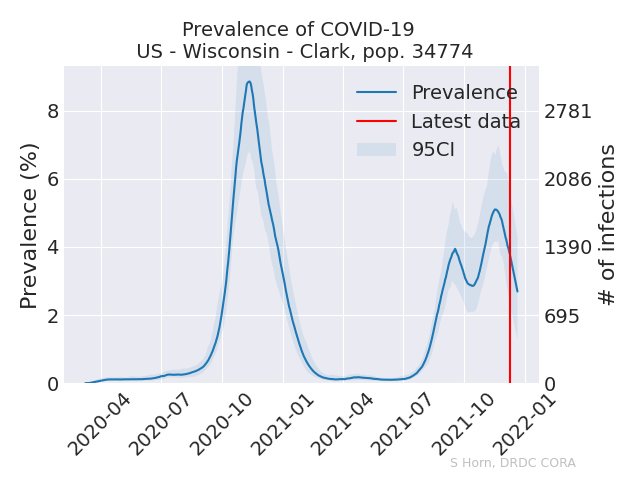 Prevalence of COVID-19
US - Wisconsin - Clark, pop. 34774
Prevalence (%)
8
6
4
2
0
Prevalence
Latest data
95CI
2781
2086
1390
695
0
# of infections
2020-04
2020-07
2020-10
2021-01
2021-04
2021-07
2021-10
2022-01
S Horn, DRDC CORA